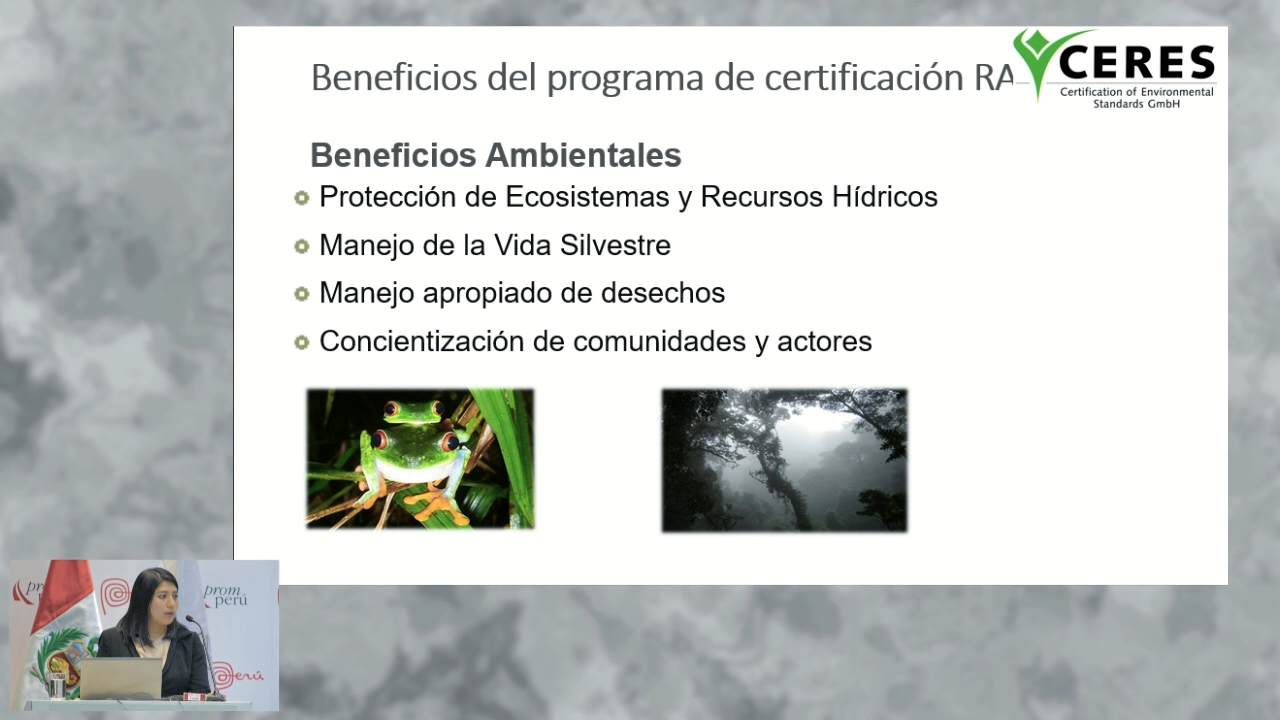 Beneficios del programa de certificación RA
CERES
Certification of Environmental
Standards GmbH
Beneficios Ambientales
Protección de Ecosistemas y Recursos Hídricos
Manejo de la Vida Silvestre
Manejo apropiado de desechos
Concientización de comunidades y actores
prom
perú
Perú